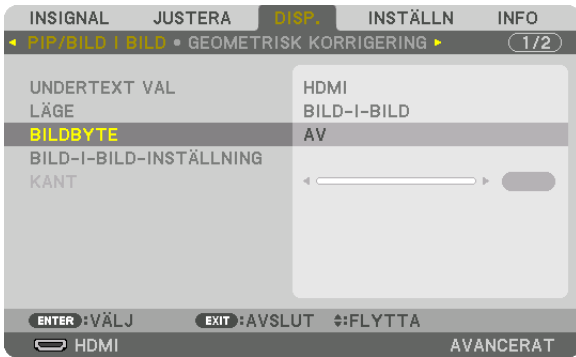 INSIGNAL JUSTERA DISP. INSTÄLLN INFO
PIP/BILD I BILD • GEOMETRISK KORRIGERING 1/2
UNDERTEXT VAL HDMI
LÄGE BILD-I-BILD
BILDBYTE AV
BILD-I-BILD-INSTÄLLNING
KANT
ENTER :VÄLJ EXIT :AVSLUT :FLYTTA
HDMI AVANCERAT